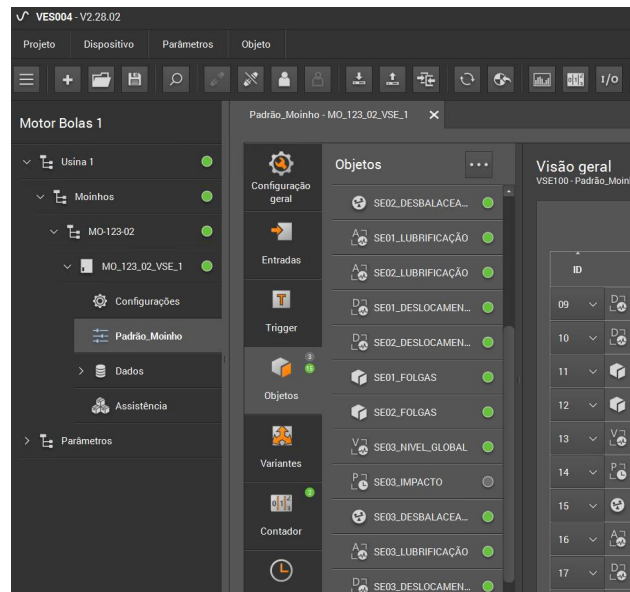 VES004 - V2.28.02
Projeto Dispositivo Parâmetros Objeto
I/O
Motor Bolas 1
Usina 1
Moinhos
MO-123-02
MO_123_02_VSE_1
Configurações
Padrão_Moinho
Dados
Assistência
Parâmetros
Padrão_Moinho - MO_123_02_VSE_1
Configuração
geral
Entradas
Trigger
3
15
Objetos
Variantes
Contador
Objetos
SE02_DESBALACEA...
SE01_LUBRIFICAÇÃO
SE02_LUBRIFICAÇÃO
SE01_DESLOCAMEN...
SE02_DESLOCAMEN...
SE01_FOLGAS
SE02_FOLGAS
SE03_NIVEL_GLOBAL
SE03_IMPACTO
SE03_DESBALACEA...
SE03_LUBRIFICAÇÃO
SE03_DESLOCAMEN...
Visão geral
VSE100 - Padrão_Moin
ID
09
10
11
12
13
14
15
16
17